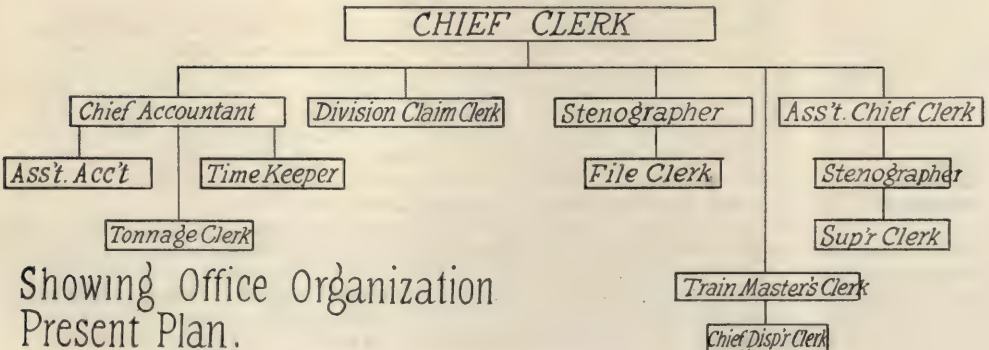 CHIEF CLERK
Chief Accountant
Division Claim Clerk
Stenographer
Ass't. Chief Clerk
Ass't. Acc't
Time Keeper
File Clerk
Stenographer
Tonnage Clerk
Sup'r Clerk
Showing Office Organization
Present Plan.
Train Master's Clerk
Chief Disp'r Clerk